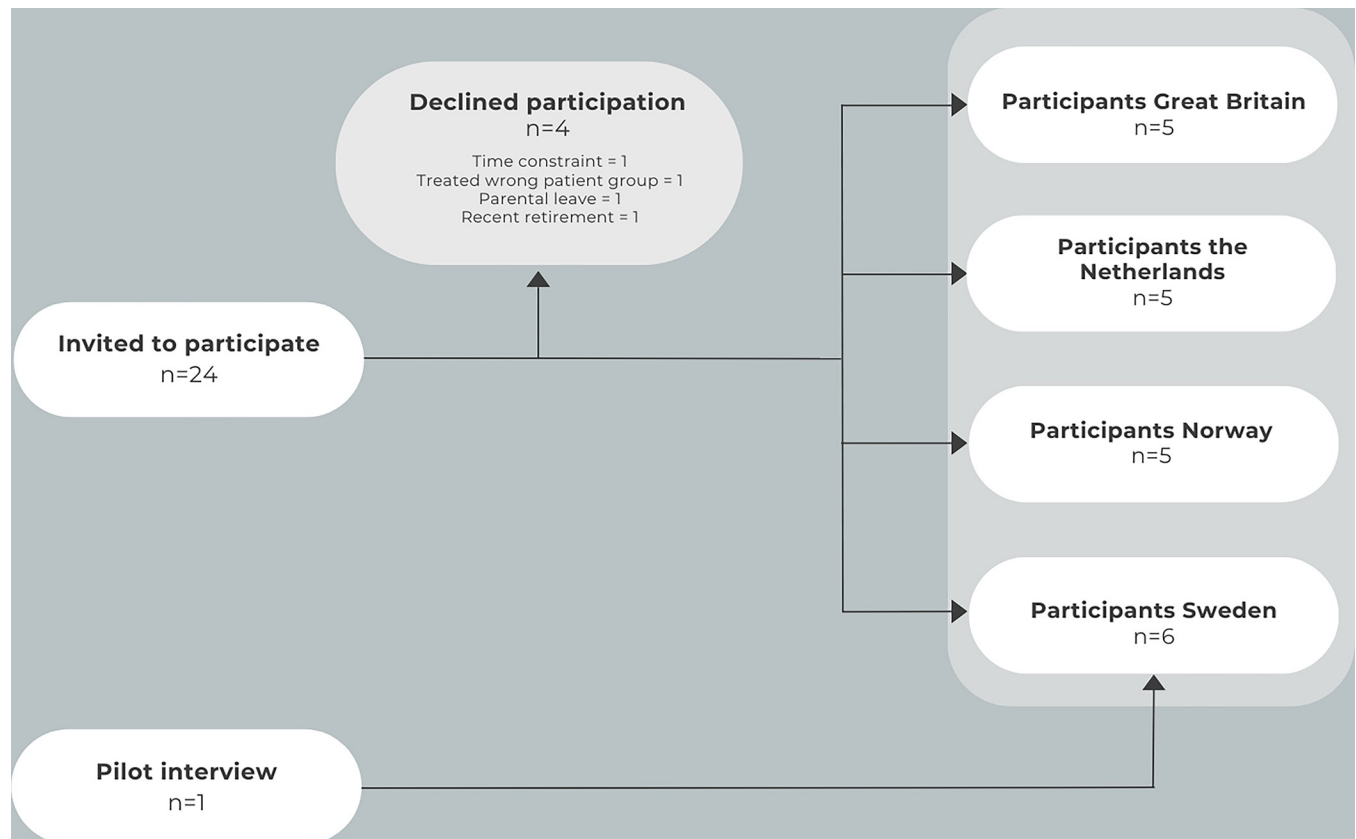 Declined participation
n=4
Time constraint = 1
Treated wrong patient group = 1
Parental leave = 1
Recent retirement = 1
Invited to participate
n=24
Participants Great Britain
n=5
Participants the
Netherlands
n=5
Participants Norway
n=5
Participants Sweden
n=6
Pilot interview
n=1